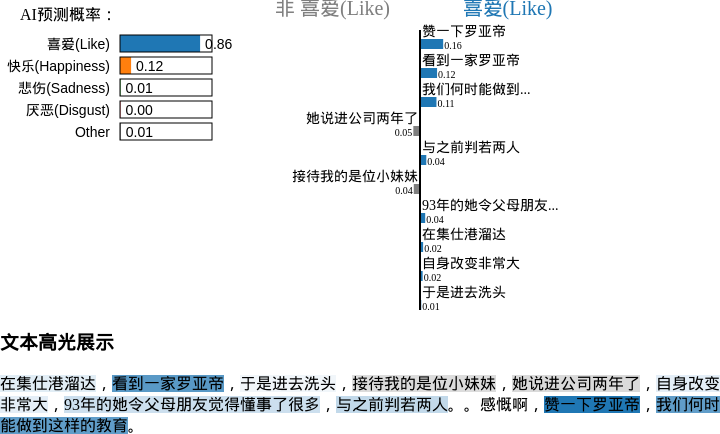 AI预测概率：
喜爱(Like) 0.86
快乐(Happiness) 0.12
悲伤(Sadness) 0.01
厌恶(Disgust) 0.00
Other 0.01
非 喜爱(Like) 喜爱(Like)
赞一下罗亚帝
0.16
看到一家罗亚帝
0.12
我们何时能做到...
0.11
她说进公司两年了
0.05
与之前判若两人
0.04
接待我的是位小妹妹
0.04
93年的她令父母朋友...
0.04
在集仕港溜达
0.02
自身改变非常大
0.02
于是进去洗头
0.01
文本高光展示
在集仕港溜达，看到一家罗亚帝，于是进去洗头，接待我的是位小妹妹，她说进公司两年了，自身改变
非常大，93年的她令父母朋友觉得懂事了很多，与之前判若两人。。感慨啊，赞一下罗亚帝，我们何时
能做到这样的教育。